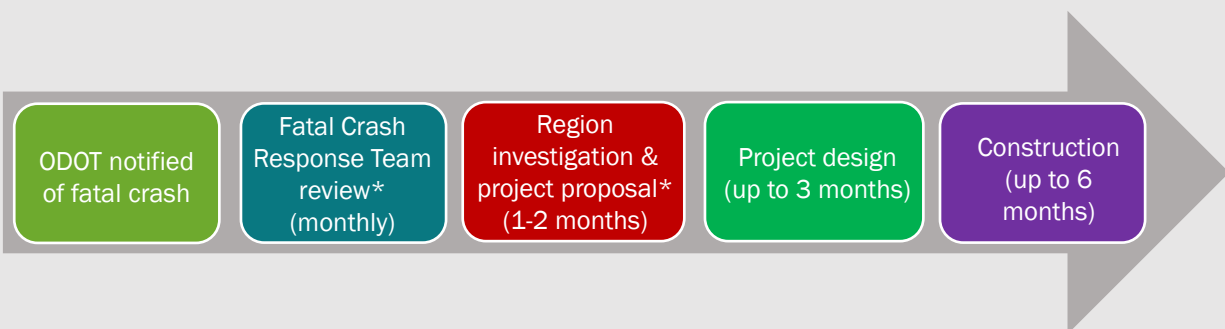 ODOT notified
of fatal crash
Fatal Crash
Response Team
review*
(monthly)
Region
investigation &
project proposal*
(1-2 months)
Project design
(up to 3 months)
Construction
(up to 6
months)